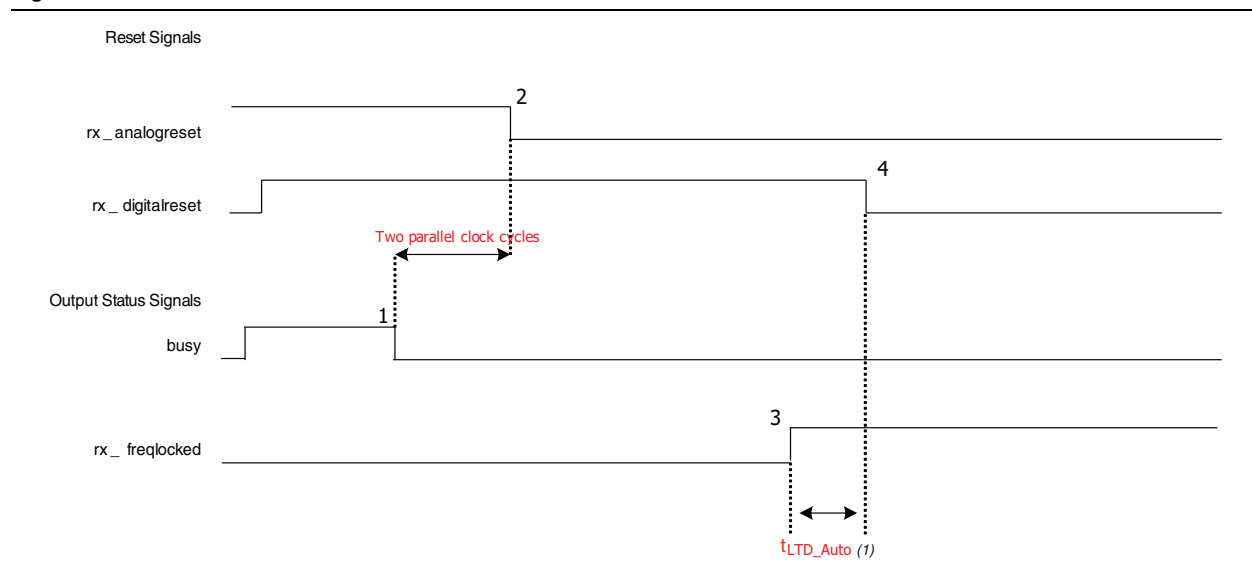 Reset Signals
2
rx _ analogreset
4
rx _ digitalreset
Two parallel clock cycles
Output Status Signals
1
busy
3
rx _ freqlocked
tLTD_Auto (1)